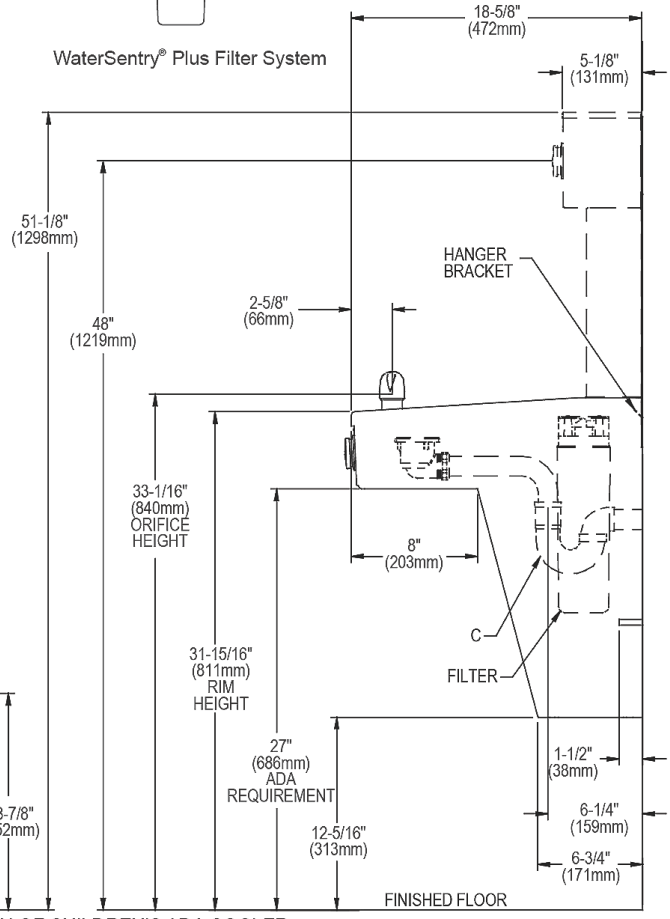 18-5/8"
(472mm)
WaterSentry® Plus Filter System
5-1/8"
(131mm)
51-1/8"
(1298mm)
HANGER
BRACKET
2-5/8"
(66mm)
48"
(1219mm)
33-1/16"
(840mm)
ORIFICE
HEIGHT
8"
(203mm)
C
31-15/16"
(811mm)
RIM
HEIGHT
FILTER
27"
(686mm)
ADA
REQUIREMENT
1-1/2"
(38mm)
6-1/4"
(159mm)
12-5/16"
(313mm)
6-3/4"
(171mm)
FINISHED FLOOR